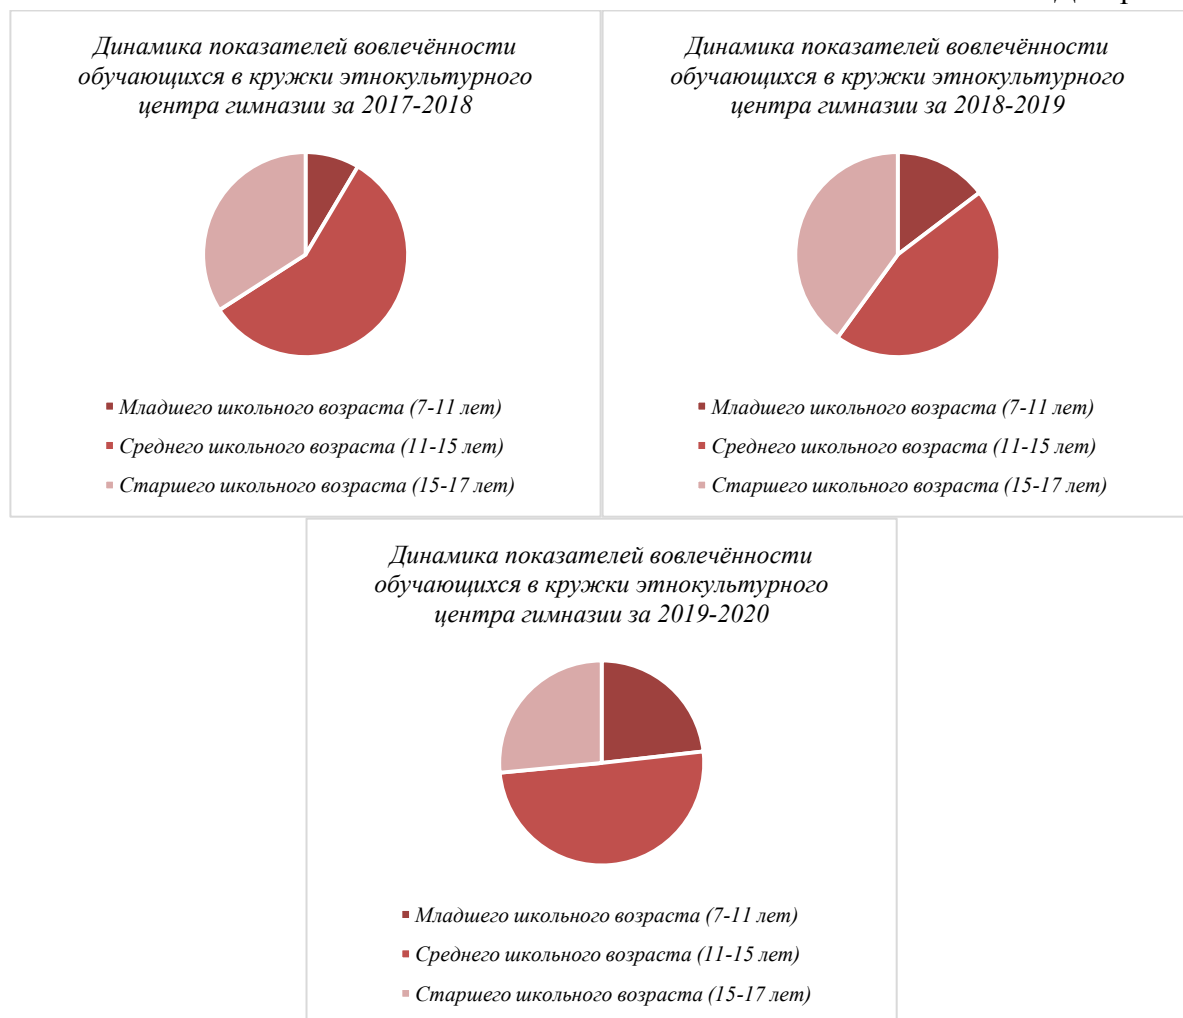 Динамика показателей вовлечённости
обучающихся в кружки этнокультурного
центра гимназии за 2017-2018
Младшего школьного возраста (7-11 лет)
Среднего школьного возраста (11-15 лет)
Старшего школьного возраста (15-17 лет)
Динамика показателей вовлечённости
обучающихся в кружки этнокультурного
центра гимназии за 2018-2019
Младшего школьного возраста (7-11 лет)
Среднего школьного возраста (11-15 лет)
Старшего школьного возраста (15-17 лет)
Динамика показателей вовлечённости
обучающихся в кружки этнокультурного
центра гимназии за 2019-2020
Младшего школьного возраста (7-11 лет)
Среднего школьного возраста (11-15 лет)
Старшего школьного возраста (15-17 лет)